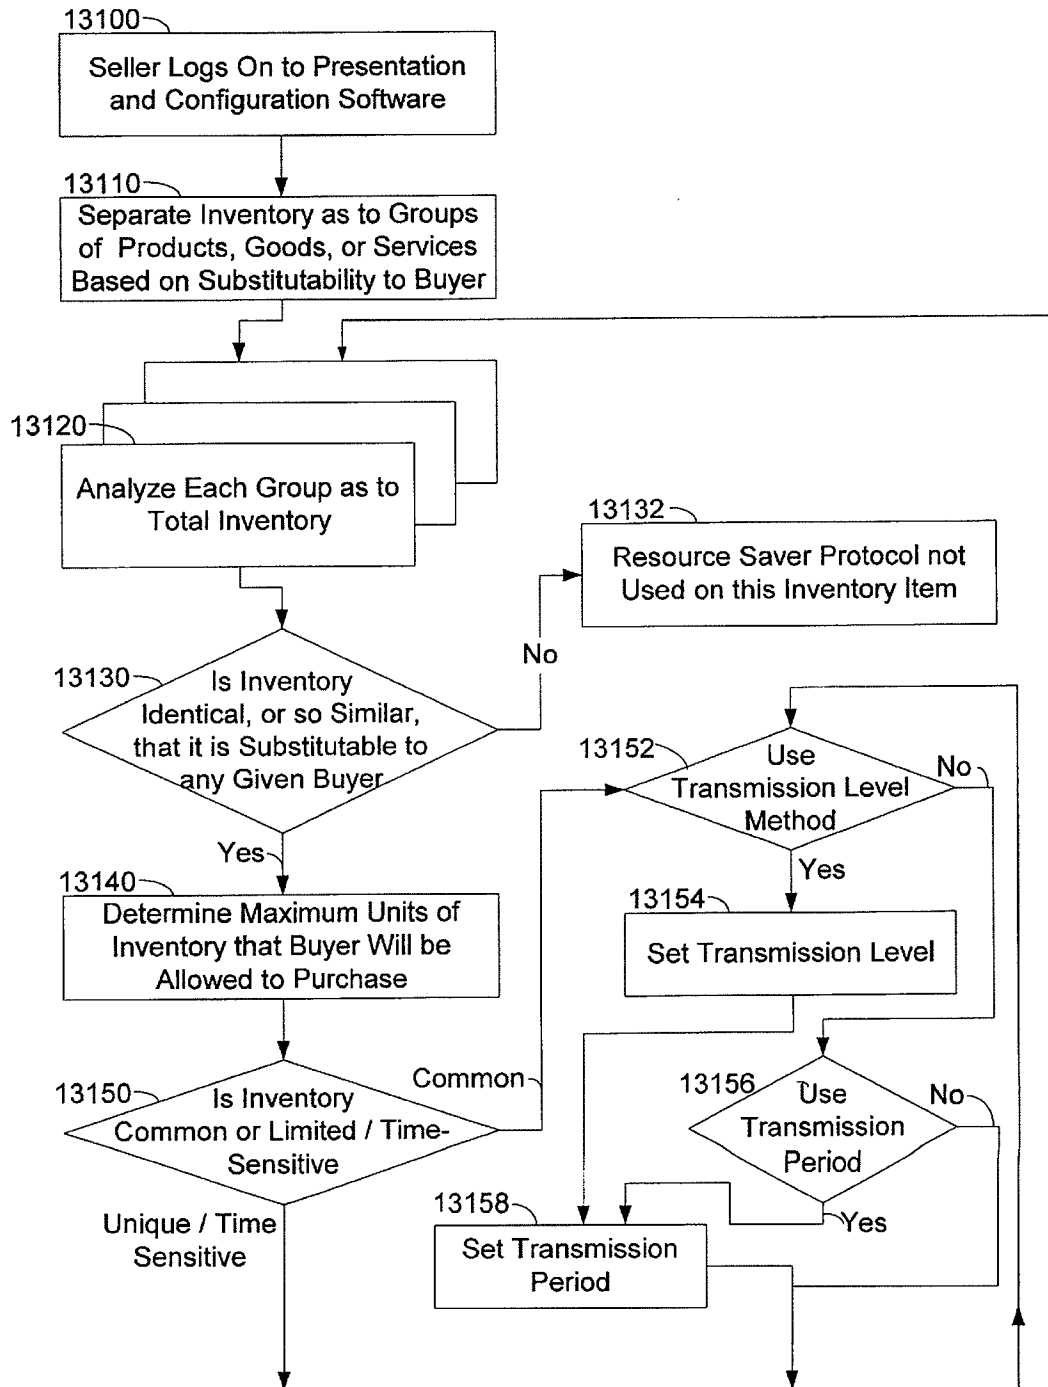 13100
Seller Logs On to Presentation
and Configuration Software
13110
Separate Inventory as to Groups
of Products, Goods, or Services
Based on Substitutability to Buyer
13120
Analyze Each Group as to
Total Inventory
13132
Resource Saver Protocol not
Used on this Inventory Item
No
13130
Is Inventory
Identical, or so Similar,
that it is Substitutable to
any Given Buyer
Yes
13152
Use
Transmission Level
Method
No
Yes
13140
Determine Maximum Units of
Inventory that Buyer Will be
Allowed to Purchase
13154
Set Transmission Level
13150
Is Inventory
Common or Limited / Time-
Sensitive
Common
13156
Use
Transmission
Period
No
Yes
Unique / Time
Sensitive
13158
Set Transmission
Period